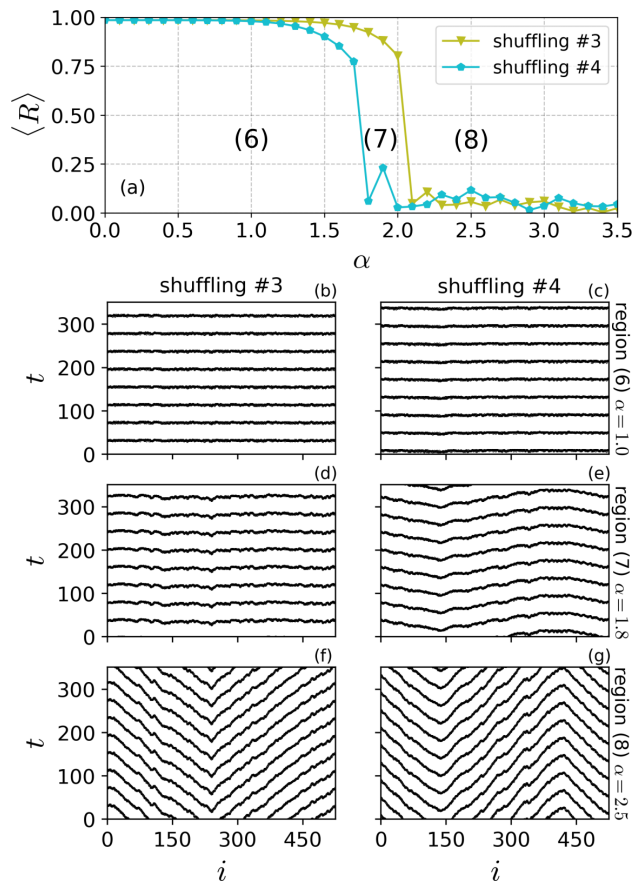 1.00
0.75
0.50
0.25
0.00
⟨R⟩
shuffling #3
shuffling #4
(6)
(7)
(8)
(a)
0.0 0.5 1.0 1.5 2.0 2.5 3.0 3.5
α
shuffling #3 (b)
shuffling #4 (c)
300
200
100
0
t
region (6) α = 1.0
(d)
(e)
300
200
100
0
t
region (7) α = 1.8
(f)
(g)
300
200
100
0
t
region (8) α = 2.5
0 150 300 450
0 150 300 450
i
i